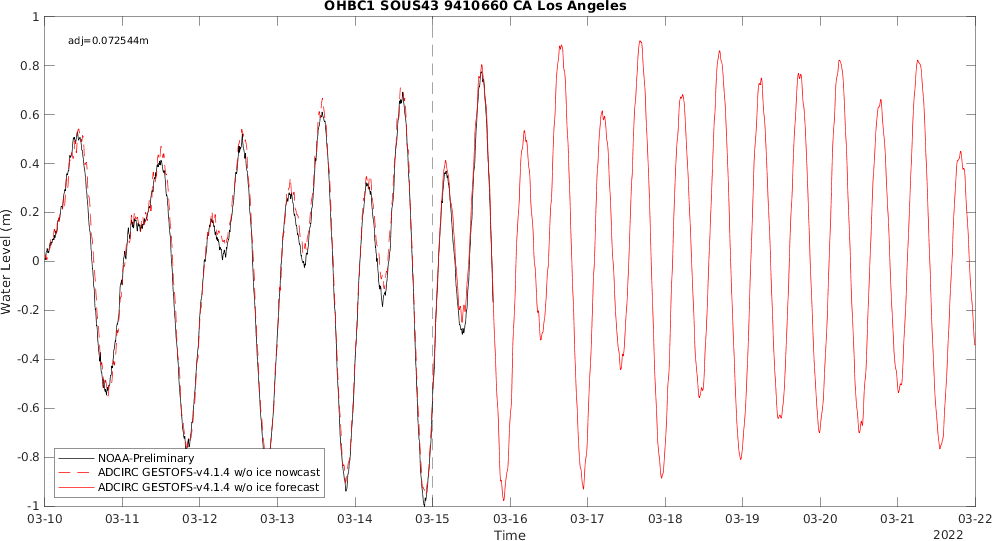 OHBC1 SOUS43 9410660 CA Los Angeles
adj=0.072544m
1
0.8
0.6
0.4
0.2
0
-0.2
-0.4
-0.6
-0.8
-1
Water Level (m)
NOAA-Preliminary
ADCIRC GESTOFS-v4.1.4 w/o ice nowcast
ADCIRC GESTOFS-v4.1.4 w/o ice forecast
03-10 03-11 03-12 03-13 03-14 03-15 03-16 03-17 03-18 03-19 03-20 03-21 03-22
Time
2022